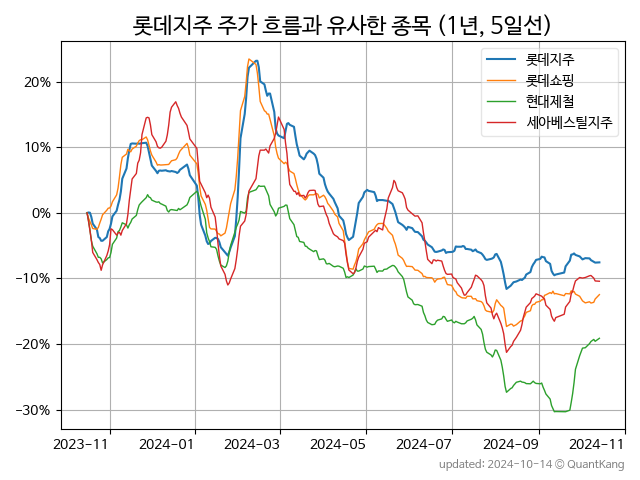 롯데지주 주가 흐름과 유사한 종목 (1년, 5일선)
롯데지주
롯데쇼핑
현대제철
세아베스틸지주
20%
10%
0%
−10%
−20%
−30%
2023-11
2024-01
2024-03
2024-05
2024-07
2024-09
2024-11
updated: 2024-10-14 © QuantKang